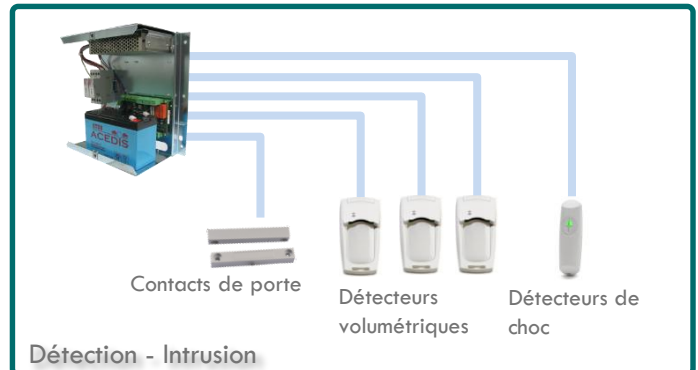 ACEDIS
Contacts de porte
Détecteurs
volumétriques
Détecteurs de
choc
Détection - Intrusion